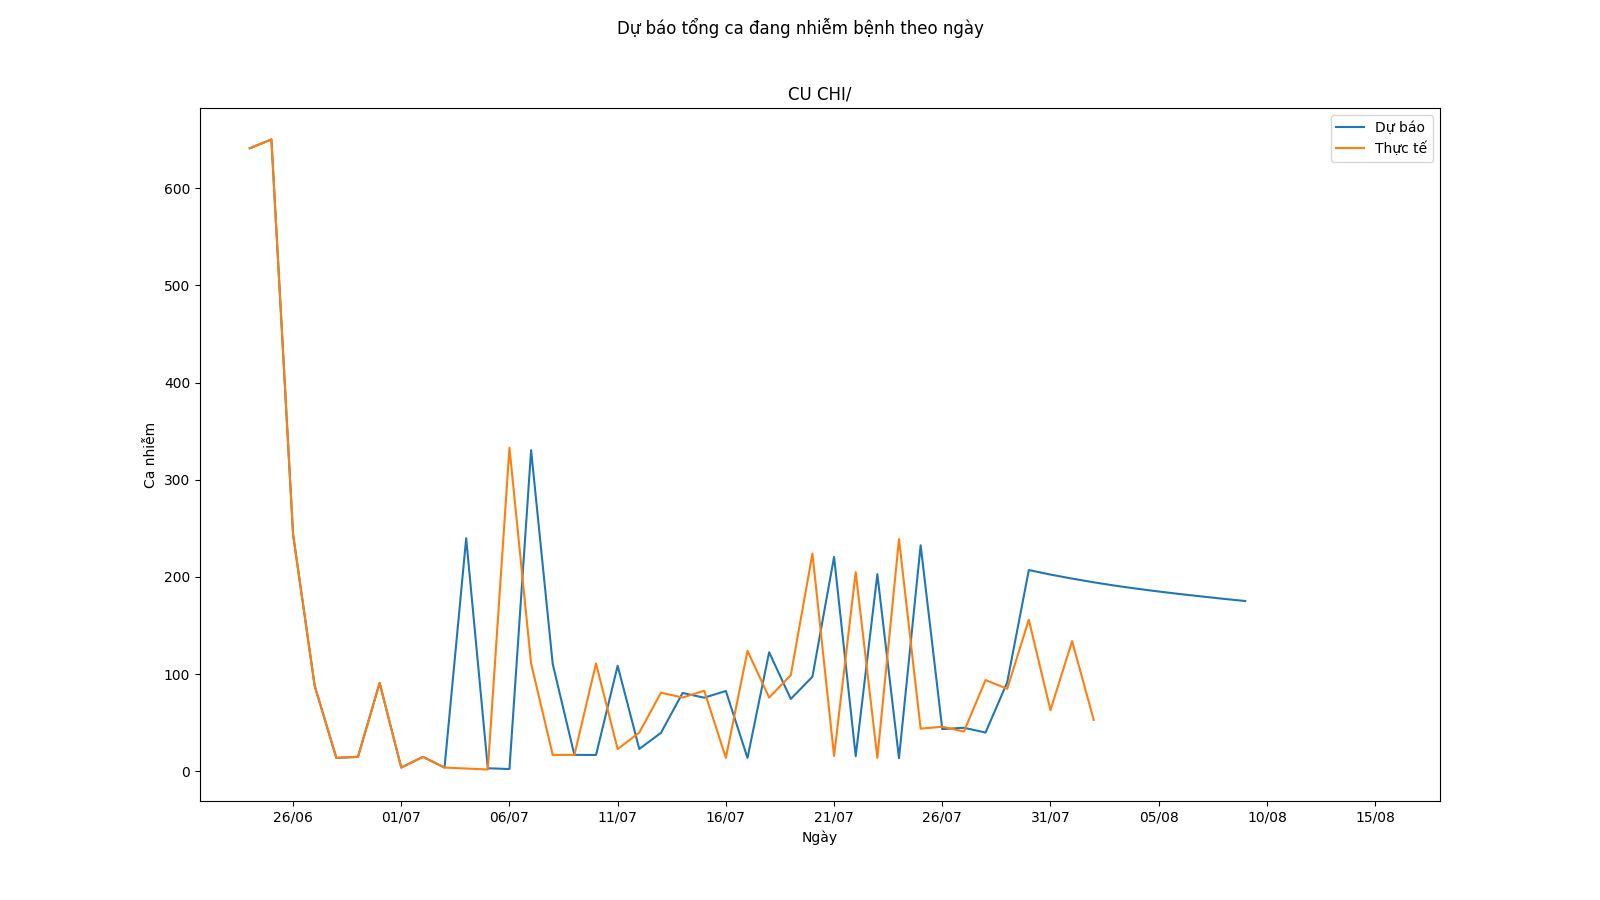 Dự báo tổng ca đang nhiễm bệnh theo ngày
CU CHI/
Dự báo
Thực tế
600
500
400
300
200
100
0
Ca nhiễm
26/06 01/07 06/07 11/07 16/07 21/07 26/07 31/07 05/08 10/08 15/08
Ngày